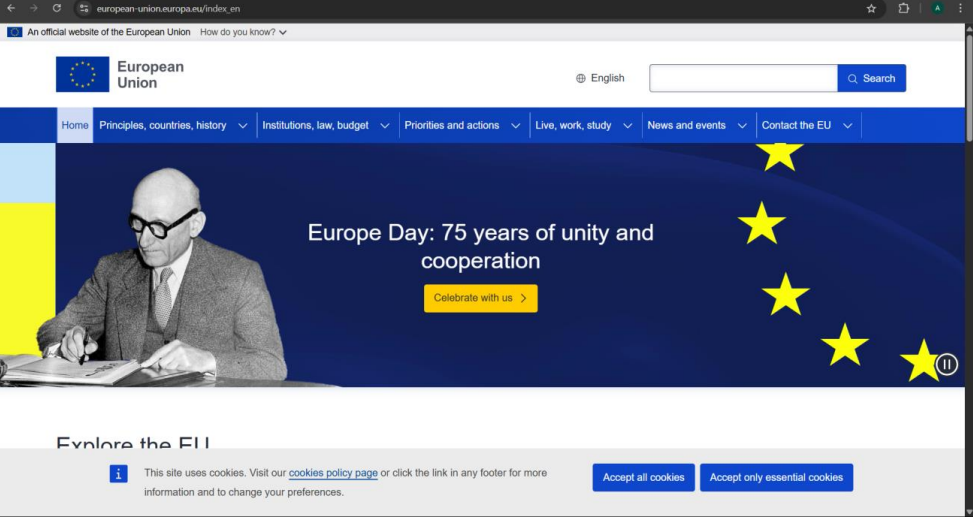 european-union.europa.eu/index_en
A
An official website of the European Union How do you know?
European
Union
English
Search
Home Principles, countries, history Institutions, law, budget Priorities and actions Live, work, study News and events Contact the EU
Europe Day: 75 years of unity and
cooperation
Celebrate with us
Explore the EU
i
This site uses cookies. Visit our cookies policy page or click the link in any footer for more
information and to change your preferences.
Accept all cookies Accept only essential cookies